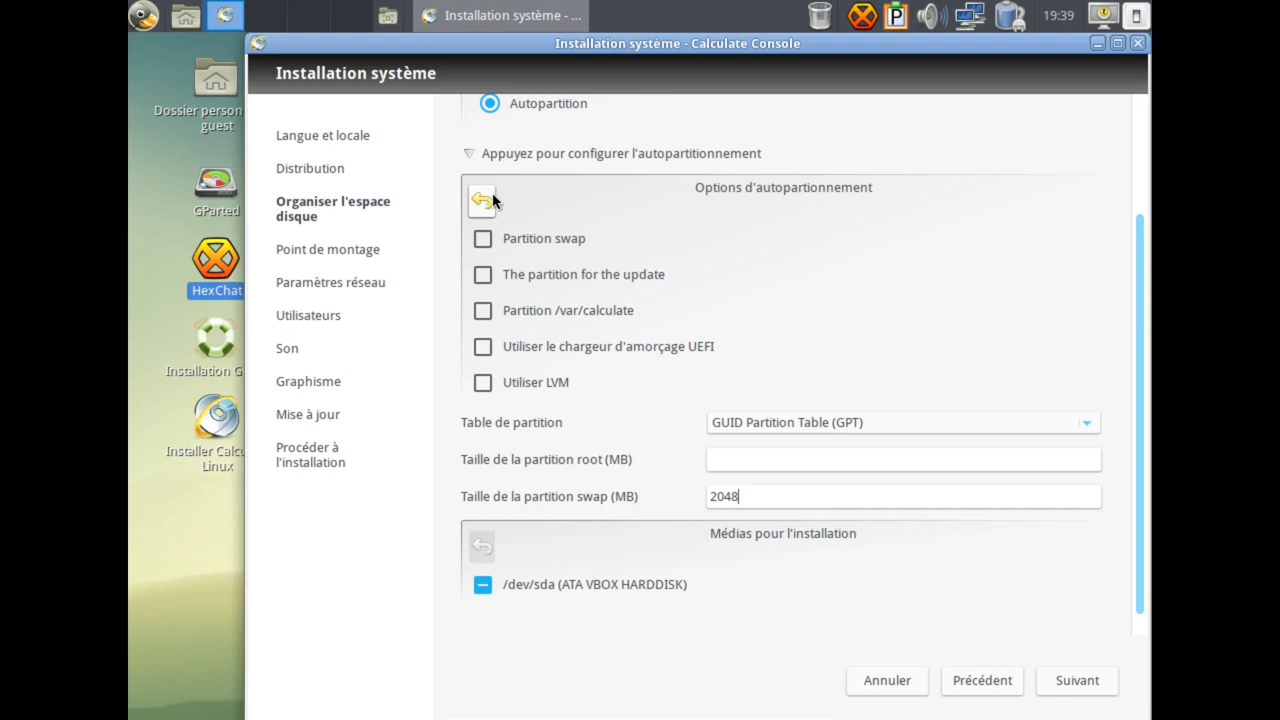 Installation système - ...
P
19:39
Installation système - Calculate Console
Installation système
Dossier person
guest
GParted
HexChat
Installation G
Installer Calcu
Linux
Langue et locale
Distribution
Organiser l'espace
disque
Point de montage
Paramètres réseau
Utilisateurs
Son
Graphisme
Mise à jour
Procéder à
l'installation
Autopartition
Appuyez pour configurer l'autopartitionnement
Options d'autopartionnement
Partition swap
The partition for the update
Partition /var/calculate
Utiliser le chargeur d'amorçage UEFI
Utiliser LVM
Table de partition
GUID Partition Table (GPT)
Taille de la partition root (MB)
Taille de la partition swap (MB)
2048
Médias pour l'installation
/dev/sda (ATA VBOX HARDDISK)
Annuler
Précédent
Suivant